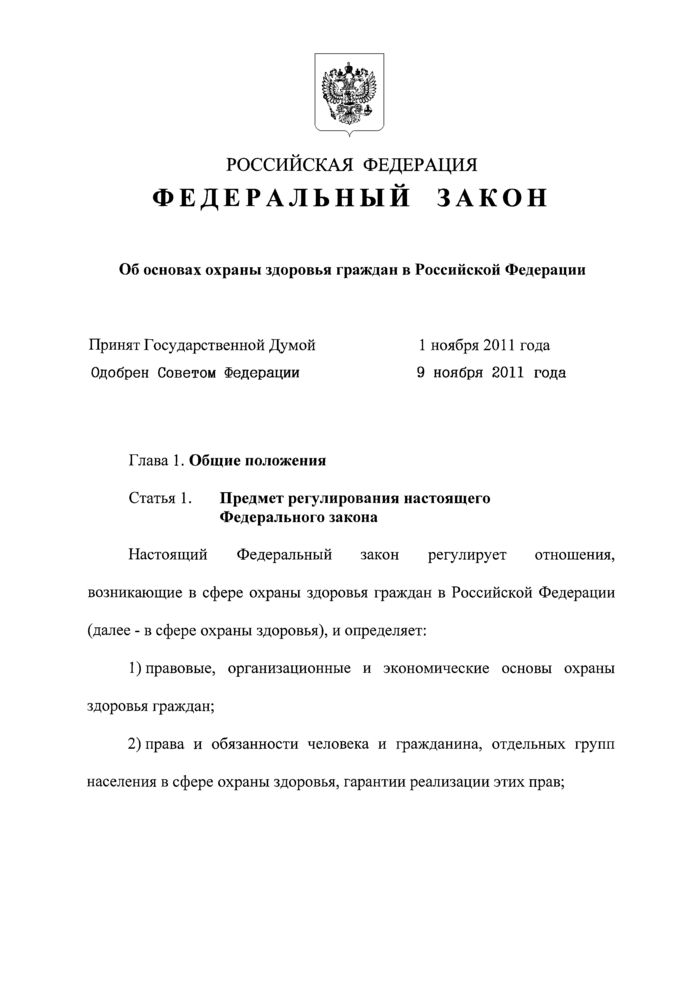 РОССИЙСКАЯ ФЕДЕРАЦИЯ
ФЕДЕРАЛЬНЫЙ ЗАКОН
Об основах охраны здоровья граждан в Российской Федерации
Принят Государственной Думой 1 ноября 2011 года
Одобрен Советом Федерации 9 ноября 2011 года
Глава 1. Общие положения
Статья 1. Предмет регулирования настоящего
Федерального закона
Настоящий Федеральный закон регулирует отношения,
возникающие в сфере охраны здоровья граждан в Российской Федерации
(далее - в сфере охраны здоровья), и определяет:
1) правовые, организационные и экономические основы охраны
здоровья граждан;
2) права и обязанности человека и гражданина, отдельных групп
населения в сфере охраны здоровья, гарантии реализации этих прав;